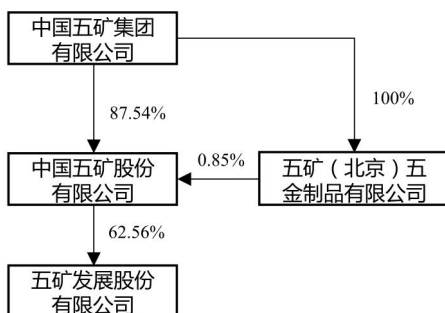 中国五矿集团
有限公司
100%
87.54%
中国五矿股份
有限公司
0.85%
五矿（北京）五
金制品有限公司
62.56%
五矿发展股份
有限公司